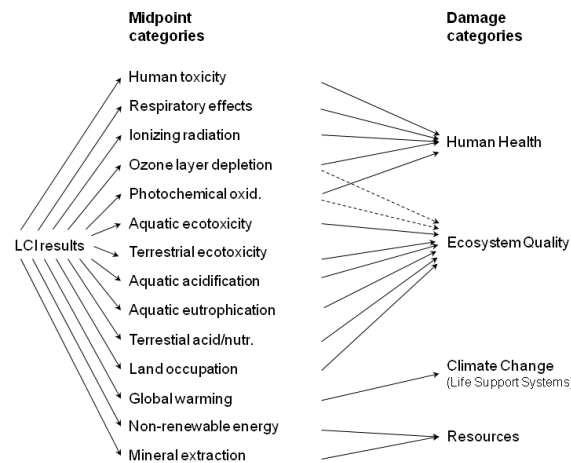 Midpoint
categories
Damage
categories
LCI results
Human toxicity
Respiratory effects
Ionizing radiation
Ozone layer depletion
Photochemical oxid.
Aquatic ecotoxicity
Terrestrial ecotoxicity
Aquatic acidification
Aquatic eutrophication
Terrestial acid/nutr.
Land occupation
Global warming
Non-renewable energy
Mineral extraction
Human Health
Ecosystem Quality
Climate Change
(Life Support Systems)
Resources